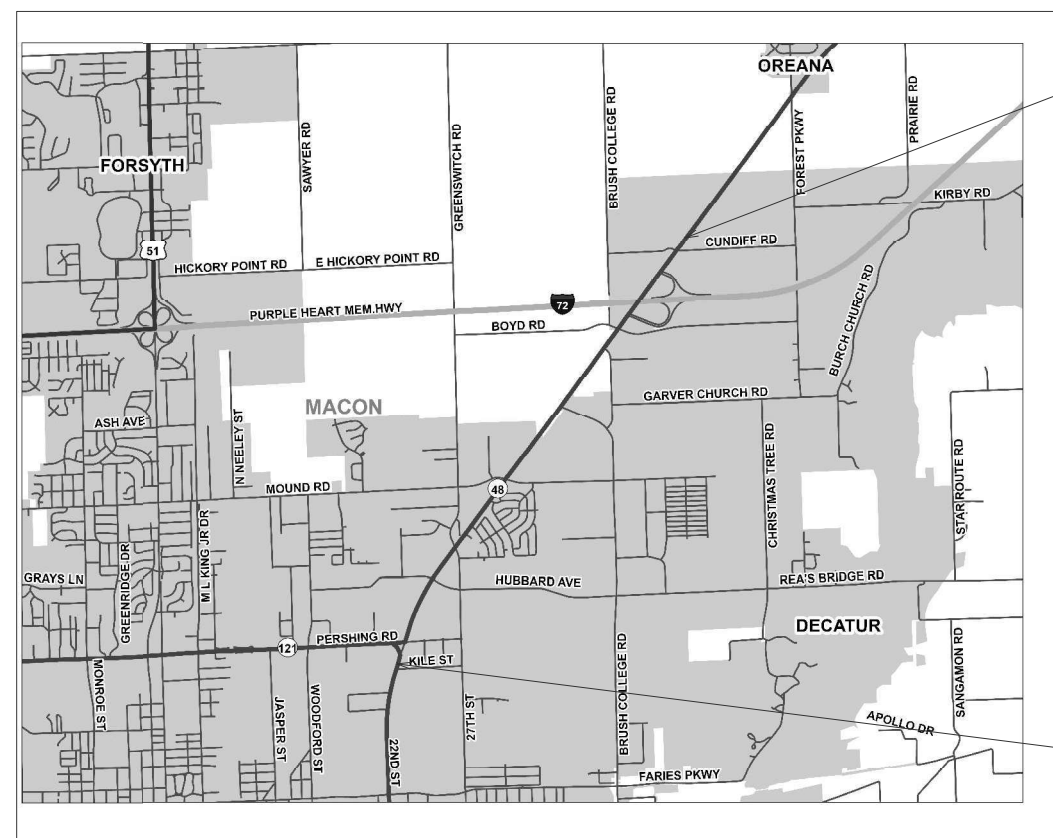 OREANA
FORSYTH
SAWYER RD
GREENSWITCH RD
BRUSH COLLEGE RD
FOREST PKWY
PRAIRIE RD
KIRBY RD
51
CUNDIFF RD
HICKORY POINT RD
E HICKORY POINT RD
PURPLE HEART MEM.HWY
72
BOYD RD
BURCH CHURCH RD
GARVER CHURCH RD
MACON
ASH AVE
N NEELEY ST
CHRISTMAS TREE RD
STAR ROUTE RD
MOUND RD
48
M L KING JR DR
GREENRIDGE DR
GRAYS LN
HUBBARD AVE
REA'S BRIDGE RD
DECATUR
PERSHING RD
121
KILE ST
MONROE ST
JASPER ST
WOODFORD ST
22ND ST
27TH ST
BRUSH COLLEGE RD
SANGAMON RD
APOLLO DR
FARIES PKWY